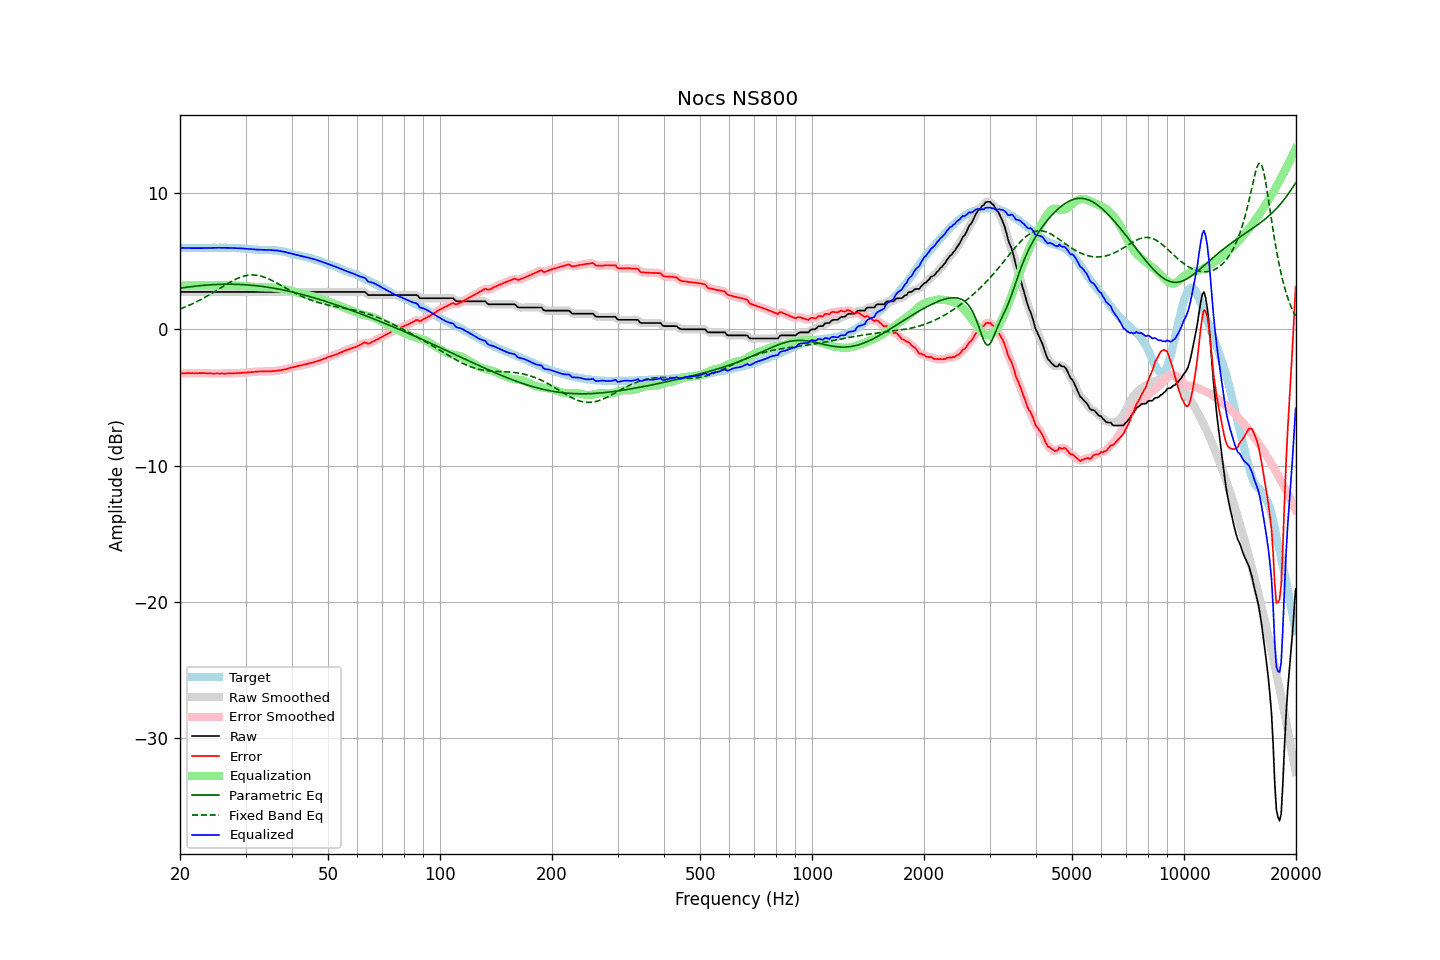 Nocs NS800
Amplitude (dBr)
10
0
−10
−20
−30
Target
Raw Smoothed
Error Smoothed
Raw
Error
Equalization
Parametric Eq
Fixed Band Eq
Equalized
20 50 100 200 500 1000 2000 5000 10000 20000
Frequency (Hz)